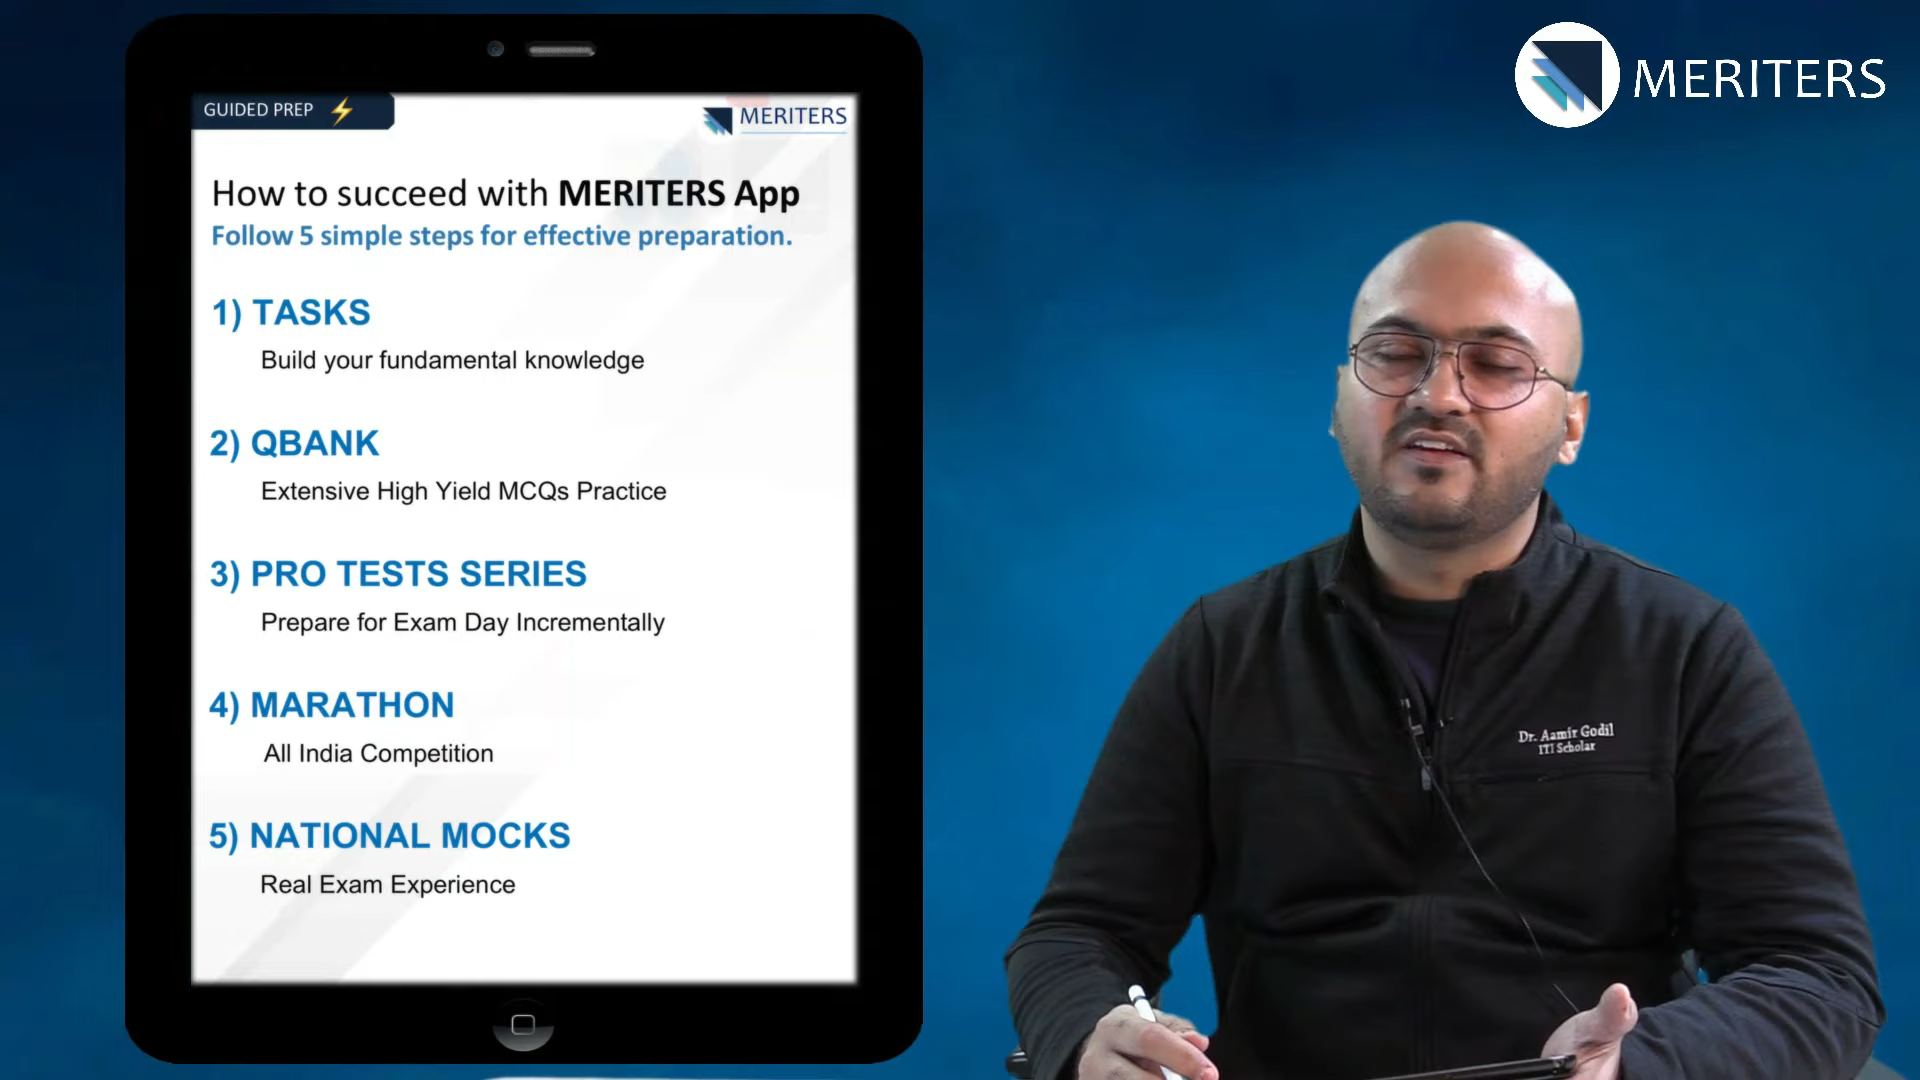 GUIDED PREP
MERITERS
How to succeed with MERITERS App
Follow 5 simple steps for effective preparation.
1) TASKS
Build your fundamental knowledge
2) QBANK
Extensive High Yield MCQs Practice
3) PRO TESTS SERIES
Prepare for Exam Day Incrementally
4) MARATHON
All India Competition
5) NATIONAL MOCKS
Real Exam Experience
MERITERS
Dr. Aamir Godil
ITI Scholar